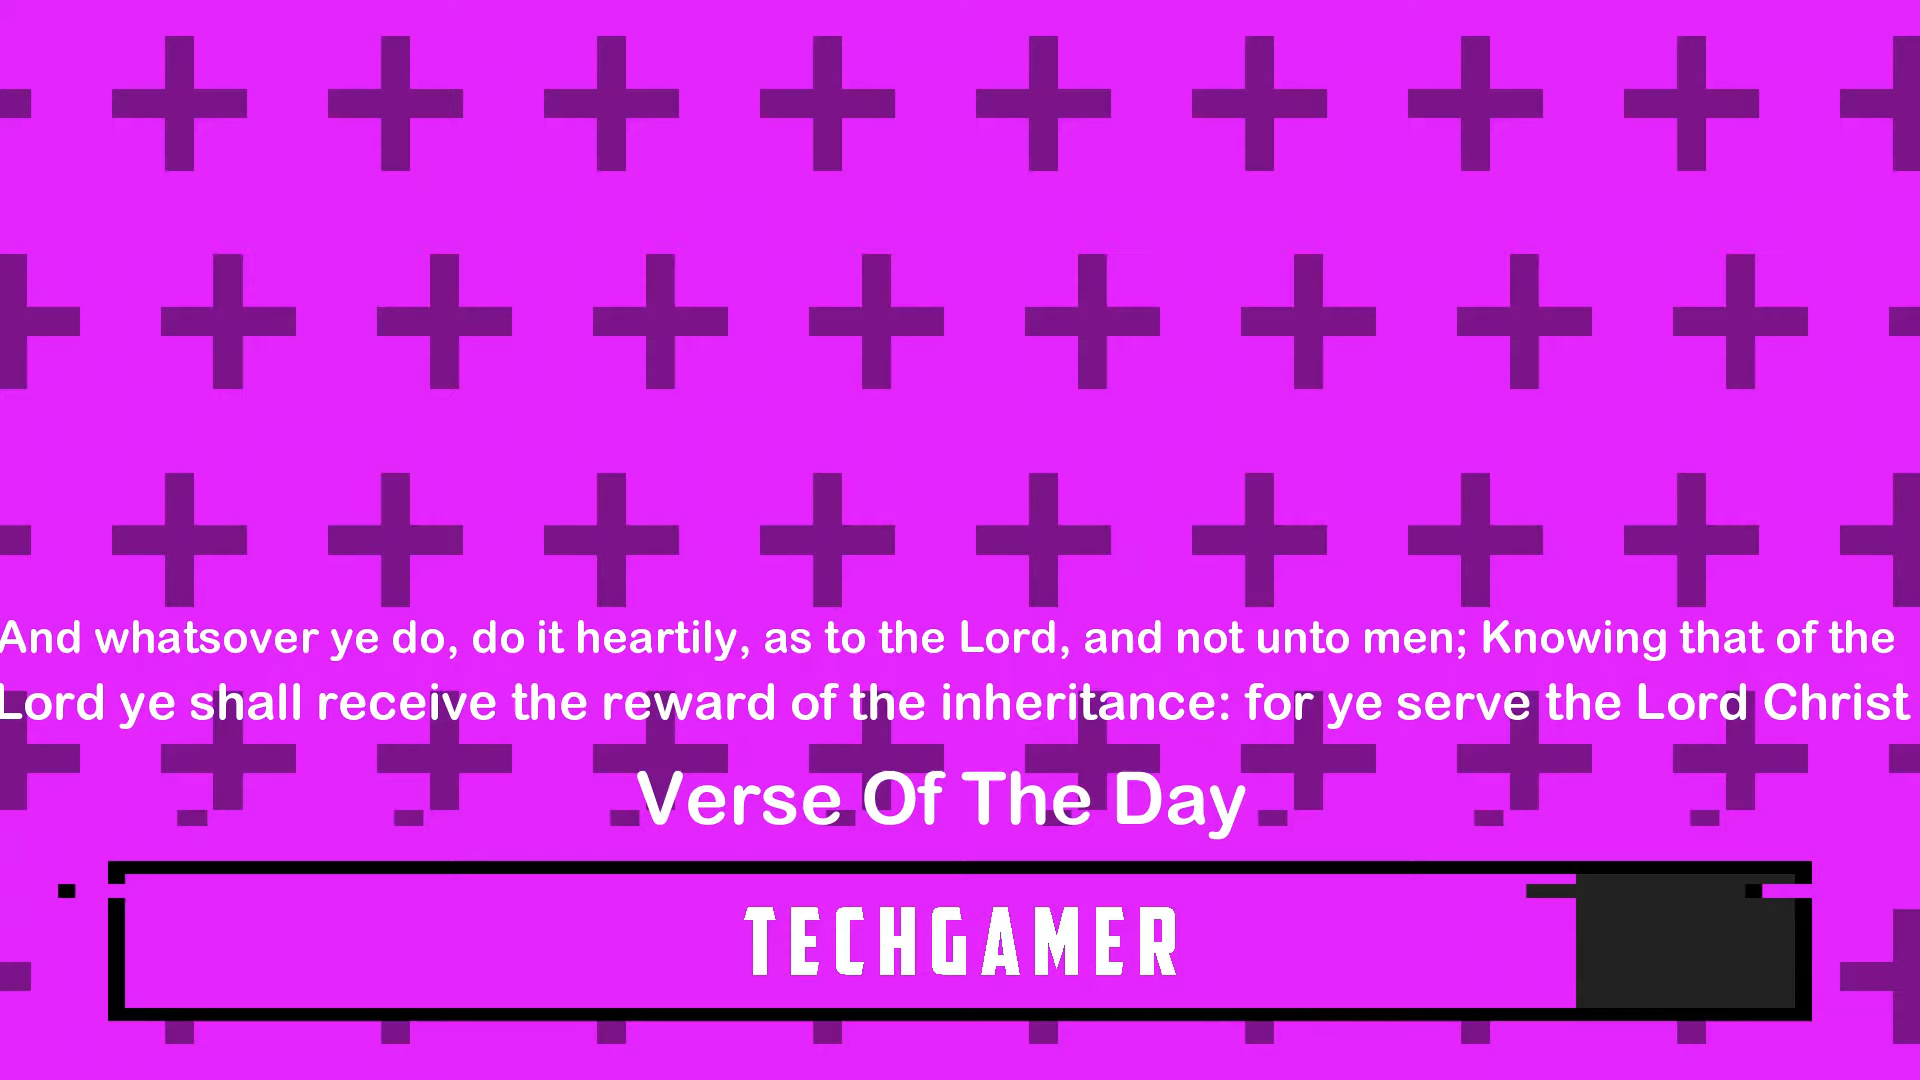 And whatsover ye do, do it heartily, as to the Lord, and not unto men; Knowing that of the
Lord ye shall receive the reward of the inheritance: for ye serve the Lord Christ
Verse Of The Day
TECHGAMER